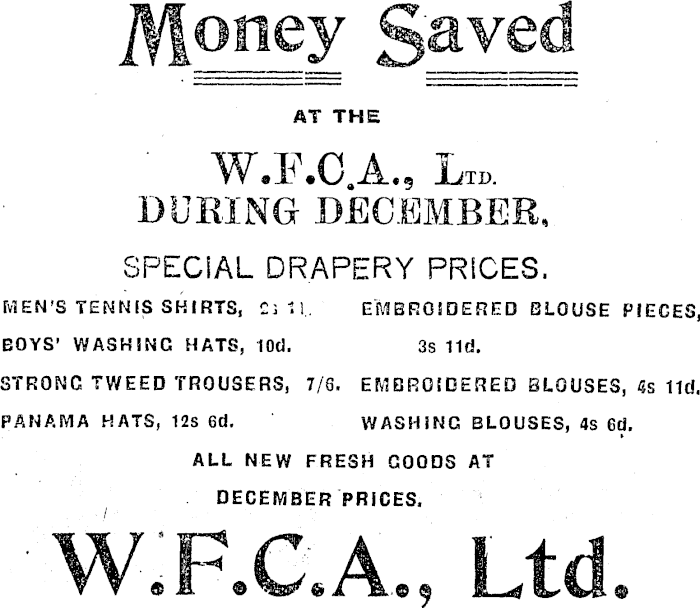 Money Saved
AT THE
W.F.C.A., LTD.
DURING DECEMBER,
SPECIAL DRAPERY PRICES.
MEN'S TENNIS SHIRTS,
BOYS' WASHING HATS, 10d.
STRONG TWEED TROUSERS, 7/6.
PANAMA HATS, 12s 6d.
EMBROIDERED BLOUSE PIECES,
3s 11d.
EMBROIDERED BLOUSES, 4s 11d.
WASHING BLOUSES, 4s 6d.
ALL NEW FRESH GOODS AT
DECEMBER PRICES.
W.F.C.A., Ltd.